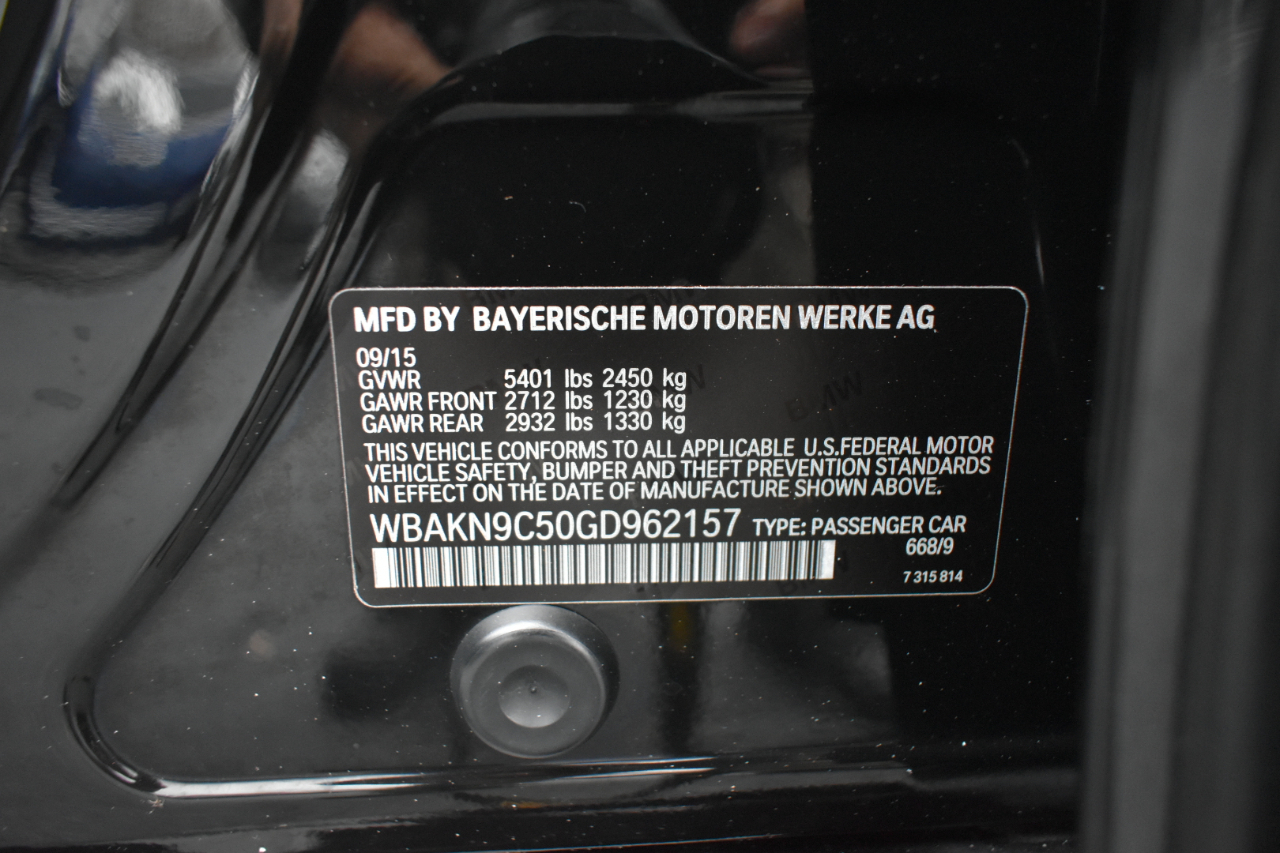 MFD BY BAYERISCHE MOTOREN WERKE AG
09/15
GVWR 5401 lbs 2450 kg
GAWR FRONT 2712 lbs 1230 kg
GAWR REAR 2932 lbs 1330 kg
THIS VEHICLE CONFORMS TO ALL APPLICABLE U.S.FEDERAL MOTOR
VEHICLE SAFETY, BUMPER AND THEFT PREVENTION STANDARDS
IN EFFECT ON THE DATE OF MANUFACTURE SHOWN ABOVE.
WBAKN9C50GD962157 TYPE: PASSENGER CAR
668/9
7 315 814